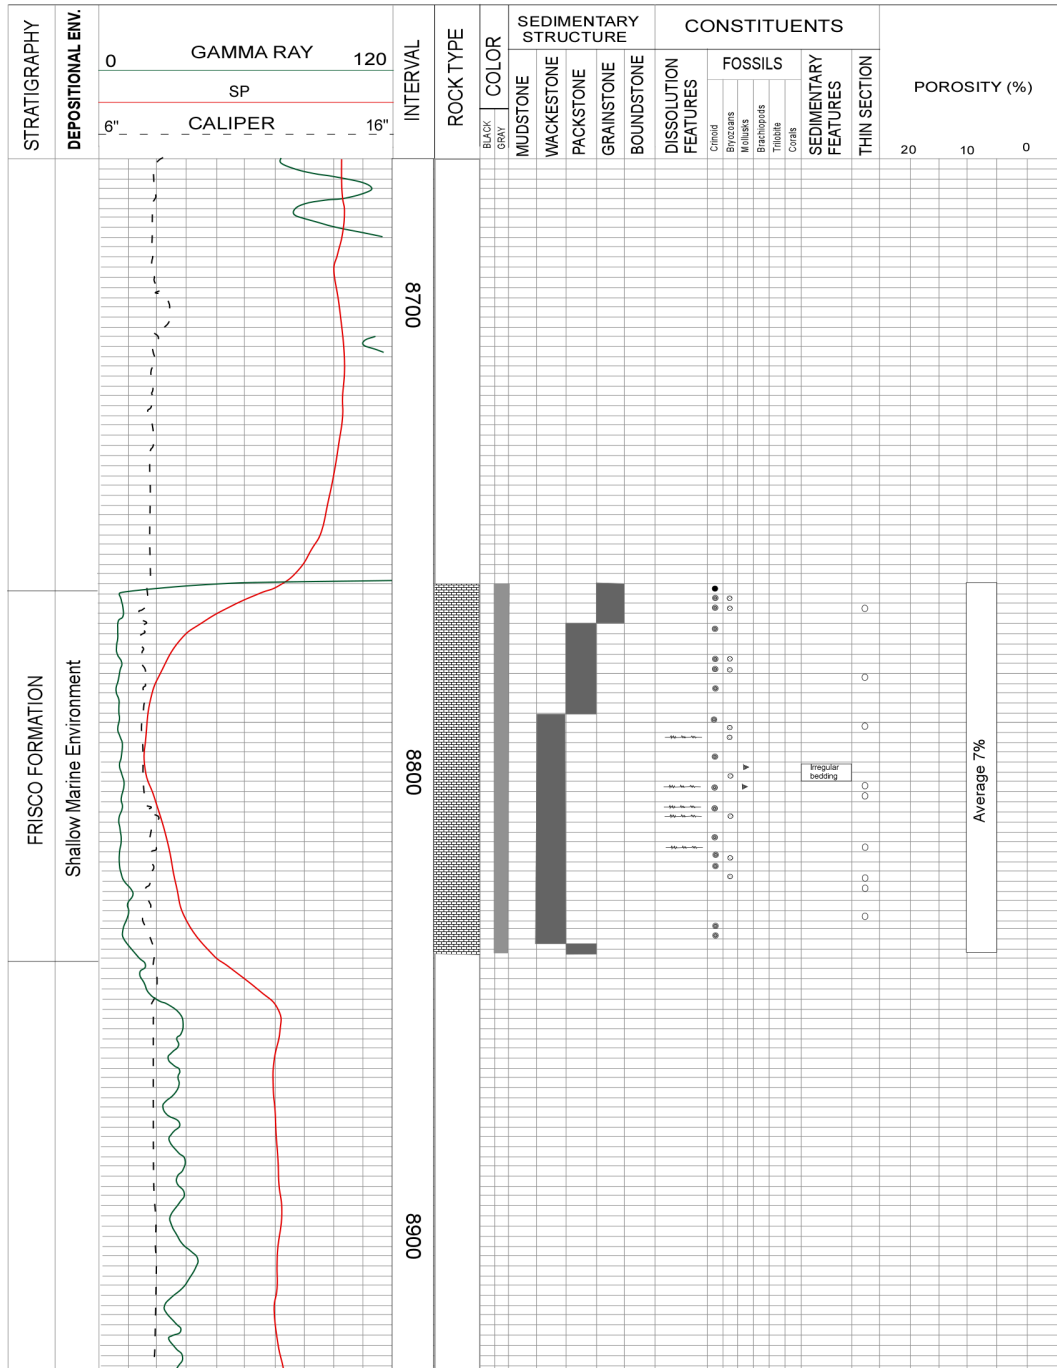 STRATIGRAPHY
DEPOSITIONAL ENV.
0 GAMMA RAY 120
SP
6" CALIPER 16"
INTERVAL
ROCK TYPE
COLOR
BLACK
GRAY
SEDIMENTARY
STRUCTURE
MUDSTONE
WACKESTONE
PACKSTONE
GRAINSTONE
BOUNDSTONE
CONSTITUENTS
DISSOLUTION
FEATURES
FOSSILS
Crinoid
Bryozoans
Mollusks
Brachiopods
Trilobite
Corals
SEDIMENTARY
FEATURES
THIN SECTION
POROSITY (%)
20 10 0
8700
FRISCO FORMATION
Shallow Marine Environment
8800
Irregular
bedding
Average 7%
8900